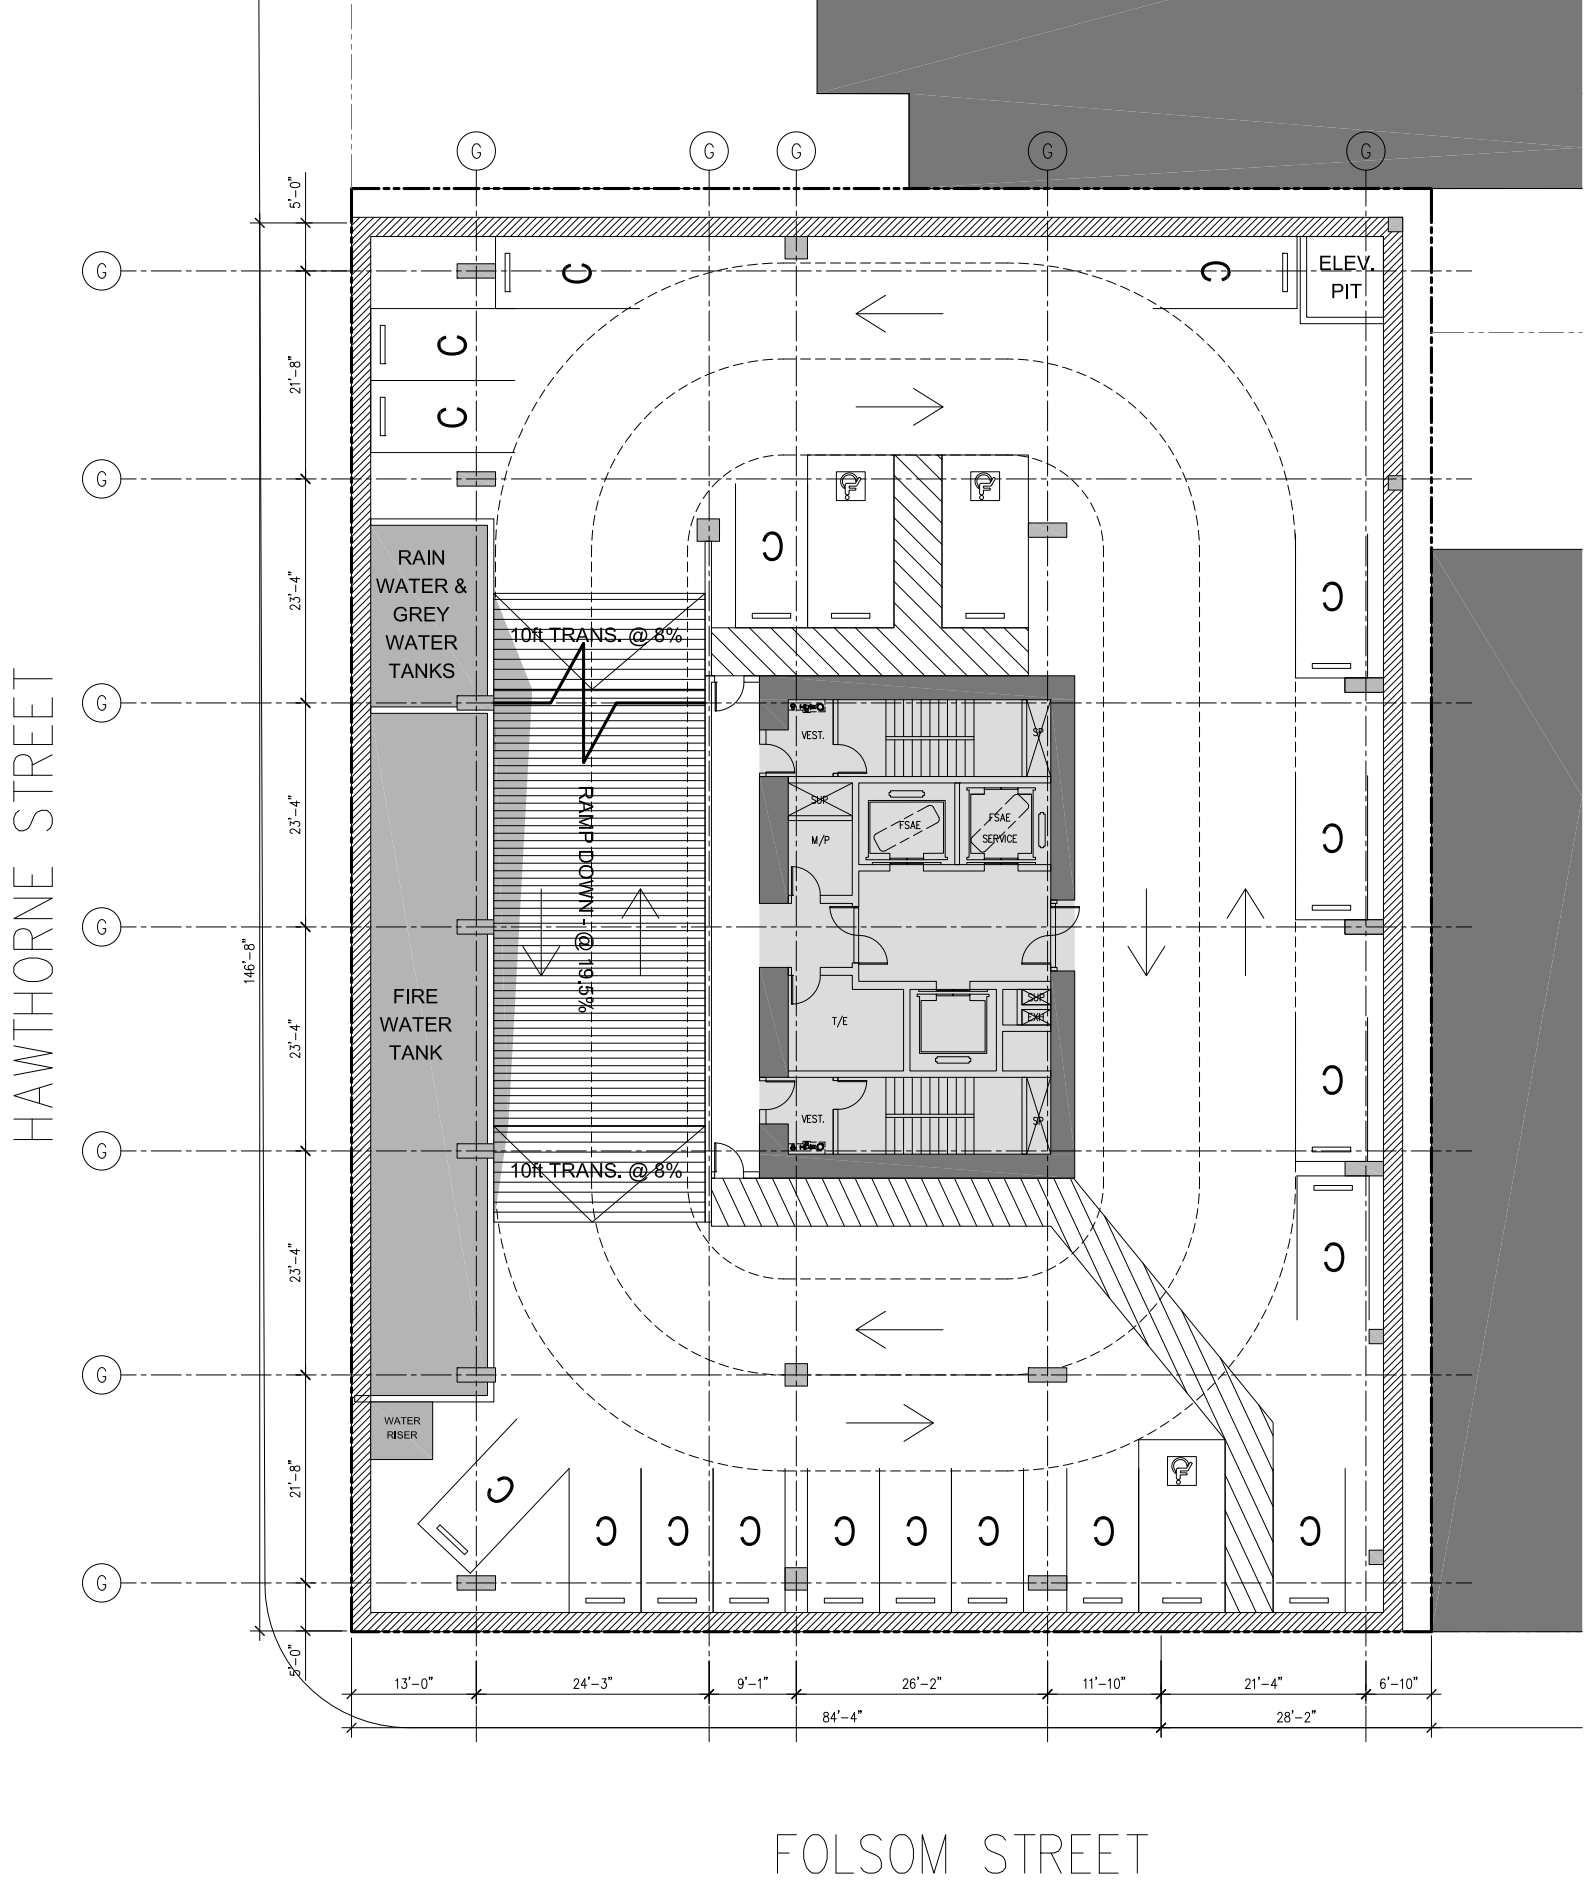 G G G G G
5'-0"
G
ELEV.
PIT
C C
C
21'-8"
C
G
C
RAIN
WATER &
GREY
WATER
TANKS
23'-4"
C
10ft TRANS. @ 8%
G
VEST.
SP
SUP
FSAE
FSAE
SERVICE
M/P
23'-4"
RAMP DOWN - @ 19.5%
C
HAWTHORNE STREET
G
146'-8"
FIRE
WATER
TANK
SUP
EXH
T/E
23'-4"
C
VEST.
SP
G
10ft TRANS. @ 8%
23'-4"
C
G
WATER
RISER
21'-8"
C
C C C C C C C C
G
5'-0"
13'-0" 24'-3" 9'-1" 26'-2" 11'-10" 21'-4" 6'-10"
84'-4" 28'-2"
FOLSOM STREET